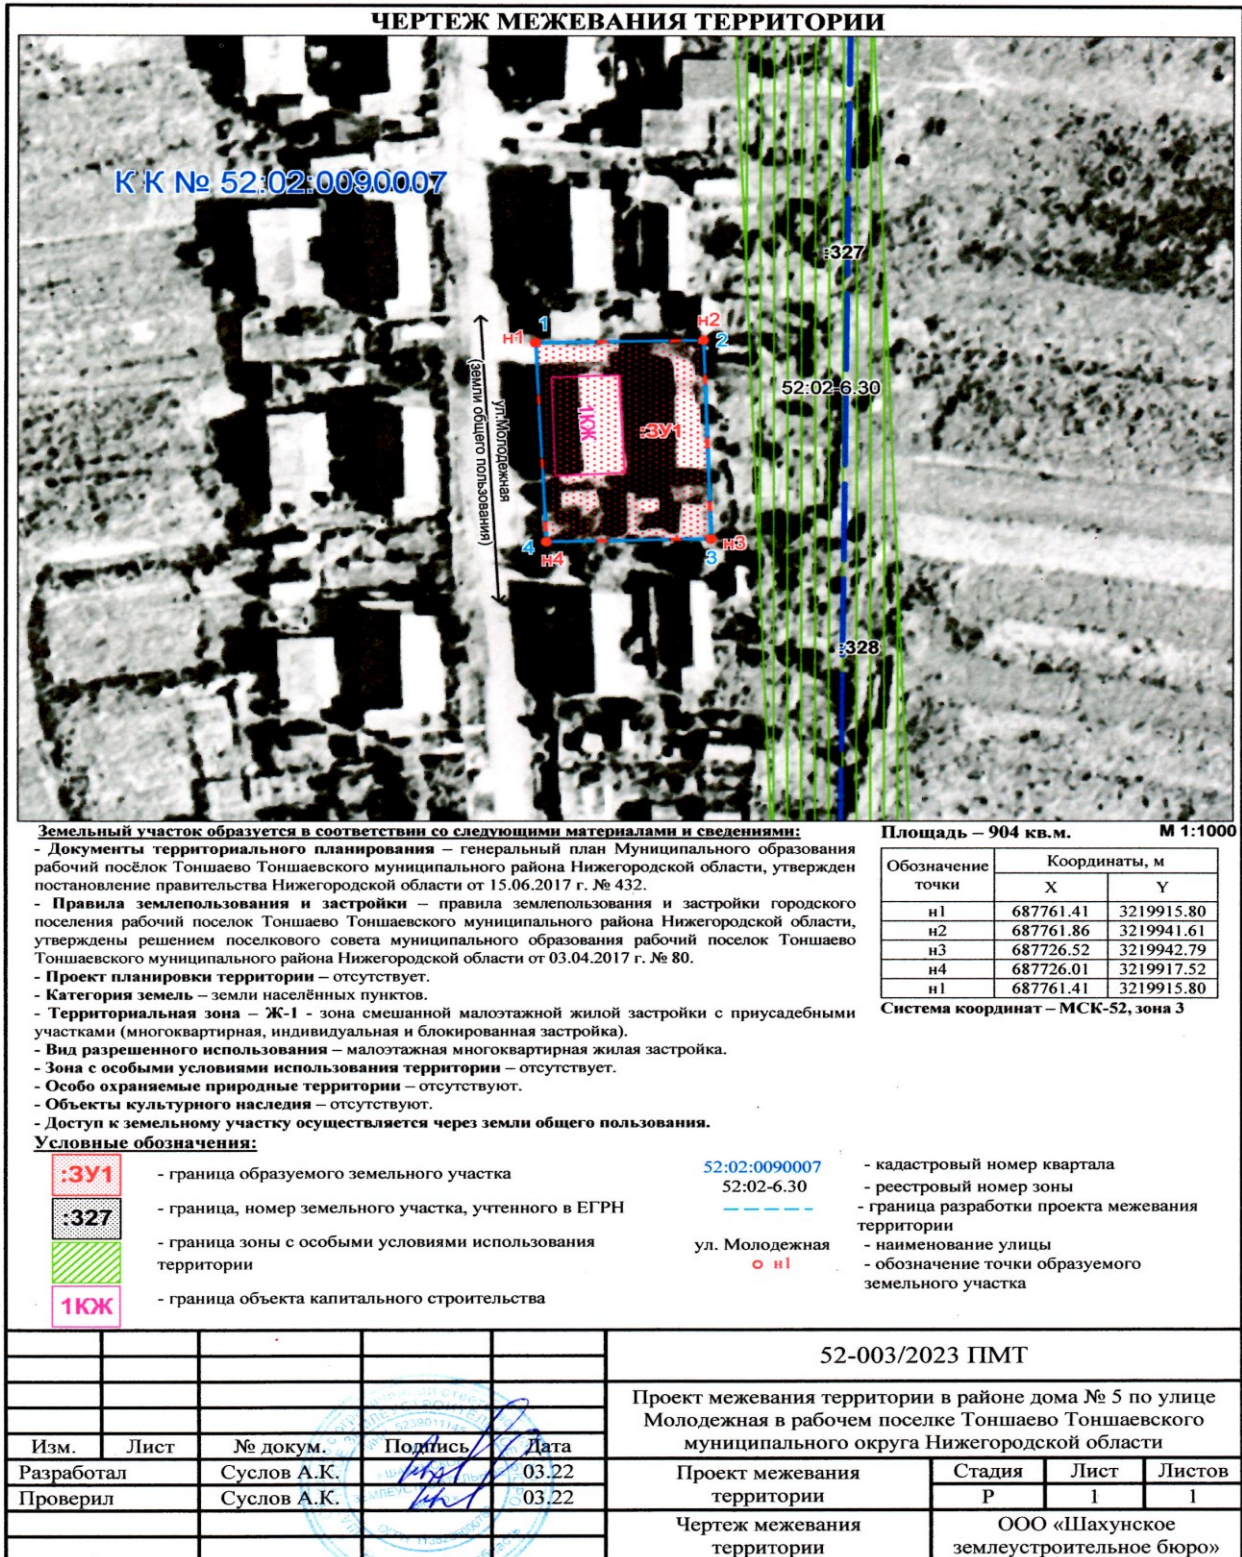 ЧЕРТЕЖ МЕЖЕВАНИЯ ТЕРРИТОРИИ
К К № 52:02:0090007
:327
н1
1
н2
2
52:02-6.30
ул.Молодежная
(земли общего пользования)
1КЖ
:ЗУ1
4
н4
н3
3
:328
Земельный участок образуется в соответствии со следующими материалами и сведениями:
- Документы территориального планирования – генеральный план Муниципального образования
рабочий посёлок Тоншаево Тоншаевского муниципального района Нижегородской области, утвержден
постановление правительства Нижегородской области от 15.06.2017 г. № 432.
- Правила землепользования и застройки – правила землепользования и застройки городского
поселения рабочий поселок Тоншаево Тоншаевского муниципального района Нижегородской области,
утверждены решением поселкового совета муниципального образования рабочий поселок Тоншаево
Тоншаевского муниципального района Нижегородской области от 03.04.2017 г. № 80.
- Проект планировки территории – отсутствует.
- Категория земель – земли населённых пунктов.
- Территориальная зона – Ж-1 - зона смешанной малоэтажной жилой застройки с приусадебными
участками (многоквартирная, индивидуальная и блокированная застройка).
- Вид разрешенного использования – малоэтажная многоквартирная жилая застройка.
- Зона с особыми условиями использования территории – отсутствует.
- Особо охраняемые природные территории – отсутствуют.
- Объекты культурного наследия – отсутствуют.
- Доступ к земельному участку осуществляется через земли общего пользования.
Площадь – 904 кв.м. М 1:1000
Обозначение точки Координаты, м
X Y
н1 687761.41 3219915.80
н2 687761.86 3219941.61
н3 687726.52 3219942.79
н4 687726.01 3219917.52
н1 687761.41 3219915.80
Система координат – МСК-52, зона 3
Условные обозначения:
:ЗУ1 - граница образуемого земельного участка
:327 - граница, номер земельного участка, учтенного в ЕГРН
- граница зоны с особыми условиями использования
территории
1КЖ - граница объекта капитального строительства
52:02:0090007 - кадастровый номер квартала
52:02-6.30 - реестровый номер зоны
- граница разработки проекта межевания
территории
ул. Молодежная - наименование улицы
н1 - обозначение точки образуемого
земельного участка
52-003/2023 ПМТ
Проект межевания территории в районе дома № 5 по улице
Молодежная в рабочем поселке Тоншаево Тоншаевского
муниципального округа Нижегородской области
Изм. Лист № докум. Подпись Дата
Разработал Суслов А.К. 03.22
Проверил Суслов А.К. 03.22
Проект межевания
территории
Стадия Лист Листов
Р 1 1
Чертеж межевания
территории
ООО «Шахунское
землеустроительное бюро»